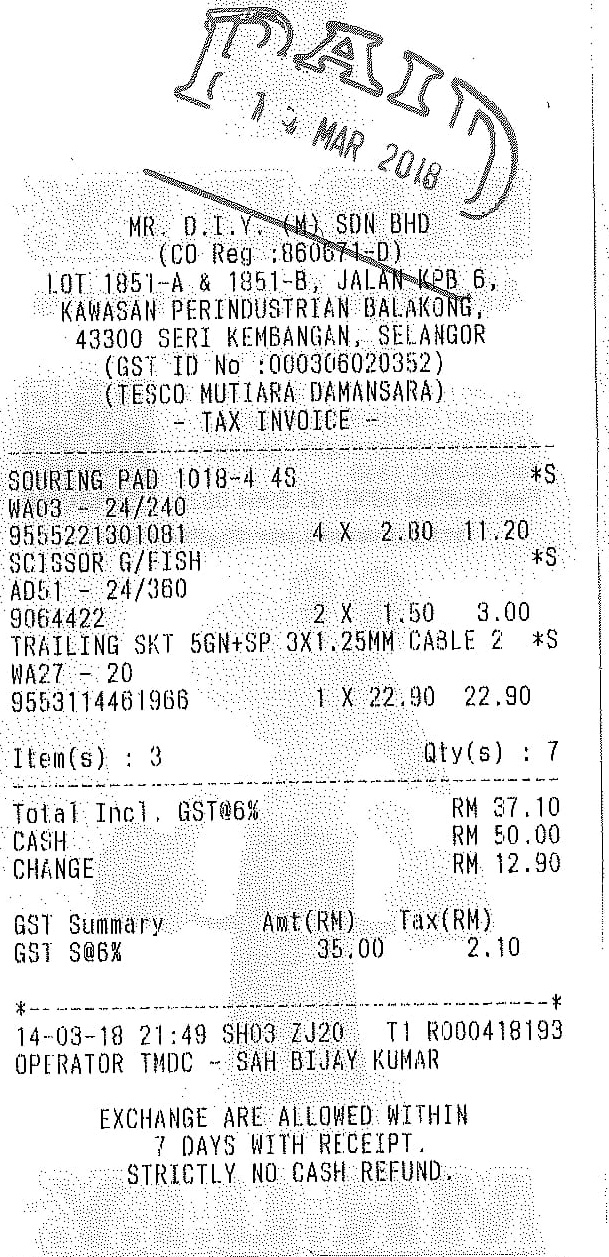 PAID
MAR 2018
MR. D.I.Y. (M) SDN BHD
(CO Reg :860671-D)
LOT 1851-A & 1851-B, JALAN KPB 6,
KAWASAN PERINDUSTRIAN BALAKONG,
43300 SERI KEMBANGAN, SELANGOR
(GST ID No :000306020352)
(TESCO MUTIARA DAMANSARA)
- TAX INVOICE -
SOURING PAD 1018-4 4S *S
WA03 - 24/240
9555221301081 4 X 2.80 11.20
SCISSOR G/FISH *S
AD51 - 24/360
9064422 2 X 1.50 3.00
TRAILING SKT 5GN+SP 3X1.25MM CABLE 2 *S
WA27 - 20
9553114461966 1 X 22.90 22.90
Item(s) : 3 Qty(s) : 7
Total Incl. GST@6% RM 37.10
CASH RM 50.00
CHANGE RM 12.90
GST Summary Amt(RM) Tax(RM)
GST S@6% 35.00 2.10
*--------------------------------------*
14-03-18 21:49 SH03 ZJ20 T1 R000418193
OPERATOR TMDC - SAH BIJAY KUMAR
EXCHANGE ARE ALLOWED WITHIN
7 DAYS WITH RECEIPT.
STRICTLY NO CASH REFUND.